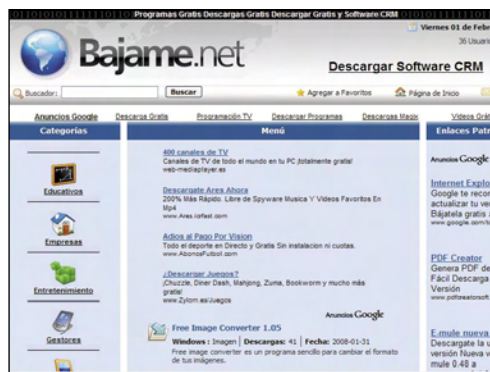 Programas Gratis Descargas Gratis Descargar Gratis y Software CRM
Viernes 01 de Febr
36 Usuari
Bajame.net
Descargar Software CRM
Buscador:
Buscar
Agregar a Favoritos
Página de Inicio
Anuncios Google
Descarga Gratis
Programación TV
Descargar Programas
Descargas Magix
Videos Grát
Categorías
Educativos
Empresas
Entretenimiento
Gestores
Menú
400 canales de TV
Canales de TV de todo el mundo en tu PC ¡totalmente gratis!
web-mediaplayer.es
Descargate Ares Ahora
200% Más Rápido. Libre de Spyware Musica Y Videos Favoritos En
Mp4
www.Ares.iofast.com
Adios al Pago Por Vision
Todo el deporte en Directo y Gratis Sin instalacion ni cuotas.
www.AbonosFutbol.com
¿Descargar Juegos?
¡Chuzzle, Diner Dash, Mahjong, Zuma, Bookworm y mucho más
gratis!
www.Zylom.es/Juegos
Anuncios Google
Free Image Converter 1.05
Windows: Imagen | Descargas: 41 | Fecha: 2008-01-31
Free image converter es un programa sencillo para cambiar el formato
de tus imágenes.
Enlaces Patr
Anuncios Google
Internet Explo
Google te recor
actualizar tu ver
Bájatela gratis a
www.google.com/to
PDF Creator
Genera PDF de
Fácil Descarga
Versión
www.pdfcreatorsoft
E-mule nueva
Descargate la u
versión Nueva v
mule 0.48 a